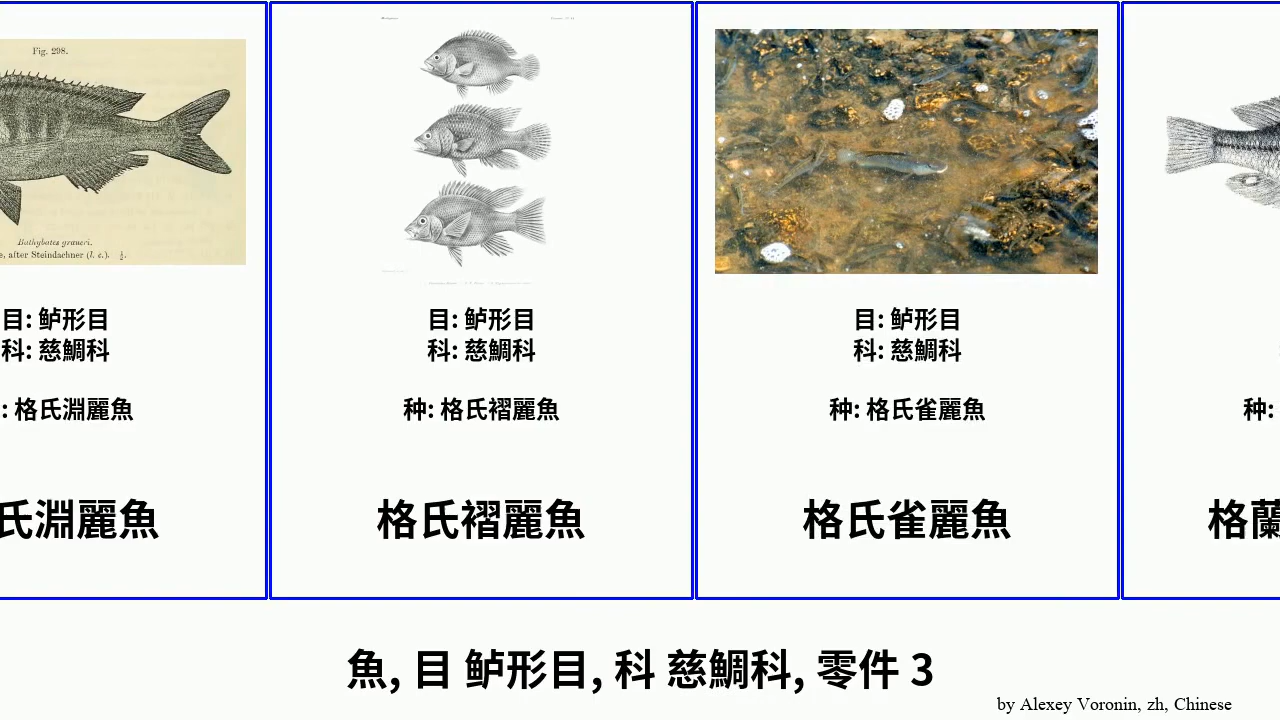 Fig. 298.
Bathybates graueri.
e, after Steindachner (l. c.). ½.
目: 鲈形目
科: 慈鯛科
: 格氏淵麗魚
氏淵麗魚
目: 鲈形目
科: 慈鯛科
种: 格氏褶麗魚
格氏褶麗魚
目: 鲈形目
科: 慈鯛科
种: 格氏雀麗魚
格氏雀麗魚
种:
格蘭
魚, 目 鲈形目, 科 慈鯛科, 零件 3
by Alexey Voronin, zh, Chinese